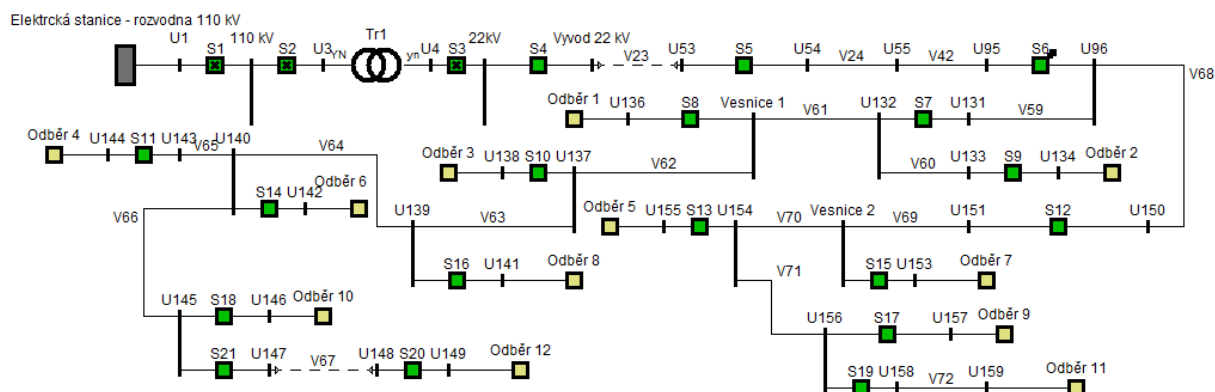 Elektrcká stanice - rozvodna 110 kV
U1 S1 110 kV S2 U3 YN Tr1 yn U4 S3 22kV S4 Vyvod 22 kV V23 U53 S5 U54 V24 U55 V42 U95 S6 U96
V68
Odběr 1 U136 S8 Vesnice 1 V61 U132 S7 U131 V59
Odběr 4 U144 S11 U143 V65 U140 V64
Odběr 3 U138 S10 U137 V62 V60 U133 S9 U134 Odběr 2
Odběr 6
S14 U142
V66 U139 V63 Odběr 5 U155 S13 U154 V70 Vesnice 2 V69 U151 S12 U150
S16 U141 Odběr 8 V71 S15 U153 Odběr 7
U145 S18 U146 Odběr 10 U156 S17 U157 Odběr 9
S21 U147 V67 U148 S20 U149 Odběr 12
S19 U158 V72 U159 Odběr 11